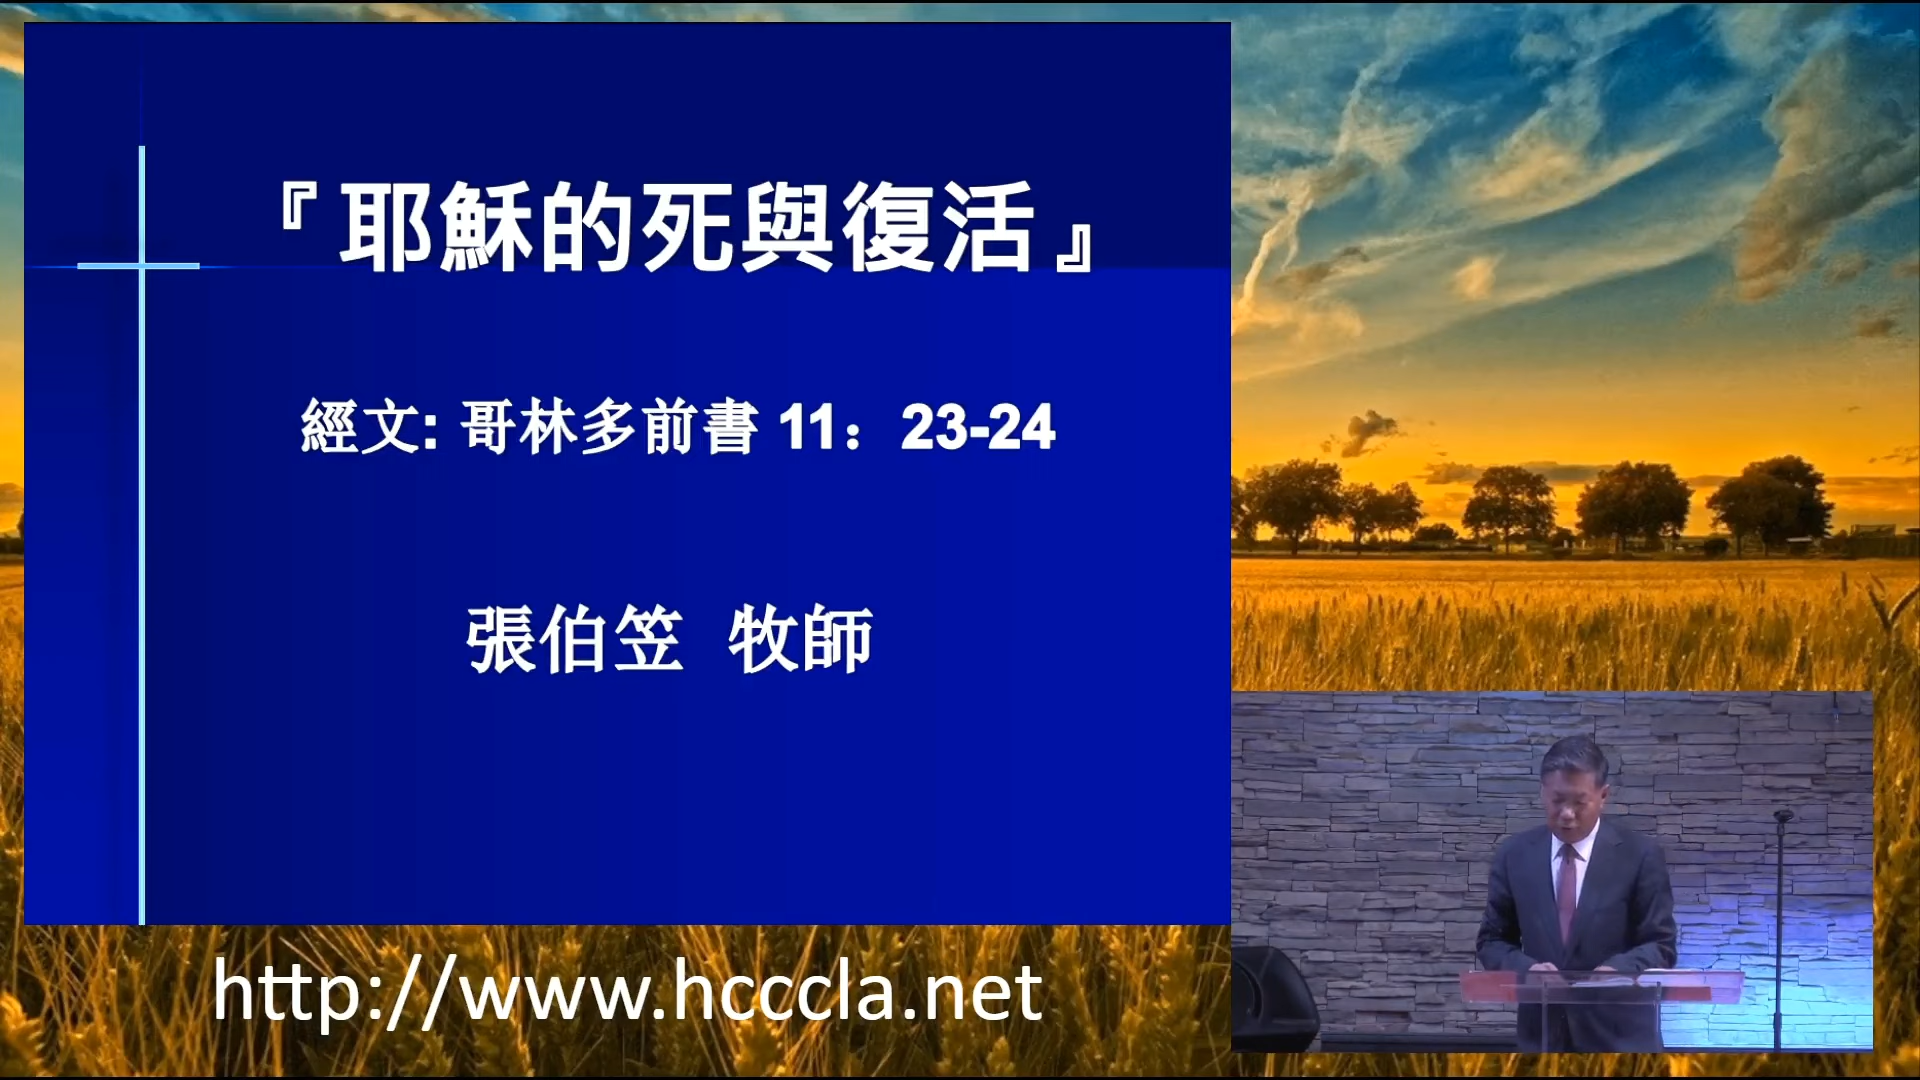 『耶穌的死與復活』
經文: 哥林多前書 11：23-24
張伯笠 牧師
http://www.hcccla.net